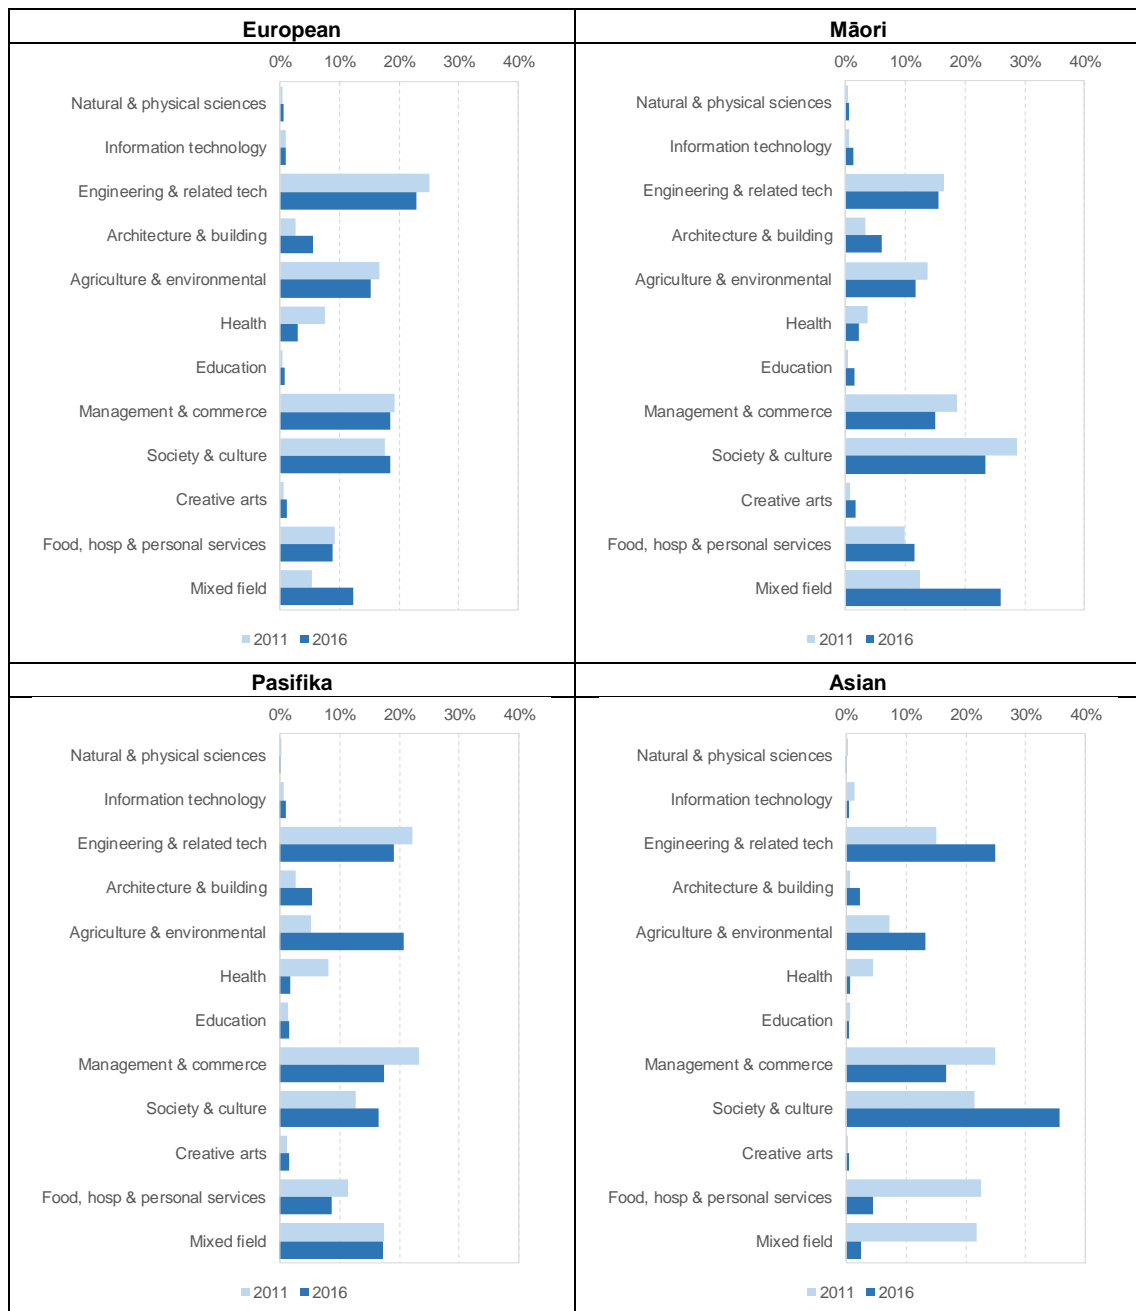 European
0% 10% 20% 30% 40%
Natural & physical sciences
Information technology
Engineering & related tech
Architecture & building
Agriculture & environmental
Health
Education
Management & commerce
Society & culture
Creative arts
Food, hosp & personal services
Mixed field
2011 2016
Māori
0% 10% 20% 30% 40%
Natural & physical sciences
Information technology
Engineering & related tech
Architecture & building
Agriculture & environmental
Health
Education
Management & commerce
Society & culture
Creative arts
Food, hosp & personal services
Mixed field
2011 2016
Pasifika
0% 10% 20% 30% 40%
Natural & physical sciences
Information technology
Engineering & related tech
Architecture & building
Agriculture & environmental
Health
Education
Management & commerce
Society & culture
Creative arts
Food, hosp & personal services
Mixed field
2011 2016
Asian
0% 10% 20% 30% 40%
Natural & physical sciences
Information technology
Engineering & related tech
Architecture & building
Agriculture & environmental
Health
Education
Management & commerce
Society & culture
Creative arts
Food, hosp & personal services
Mixed field
2011 2016